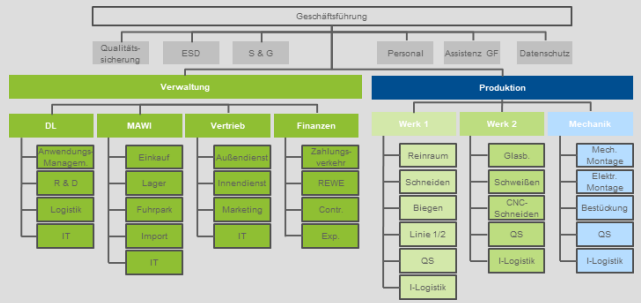 Geschäftsführung
Qualitäts-
sicherung
ESD
S & G
Personal
Assistenz GF
Datenschutz
Verwaltung
Produktion
DL
MAWI
Vertrieb
Finanzen
Werk 1
Werk 2
Mechanik
Anwendungs-
Managem.
R & D
Logistik
IT
Einkauf
Lager
Fuhrpark
Import
IT
Außendienst
Innendienst
Marketing
IT
Zahlungs-
verkehr
REWE
Contr.
Exp.
Reinraum
Schneiden
Biegen
Linie 1/2
QS
I-Logistik
Glasb.
Schweißen
CNC-
Schneiden
QS
I-Logistik
Mech.
Montage
Elektr.
Montage
Bestückung
QS
I-Logistik